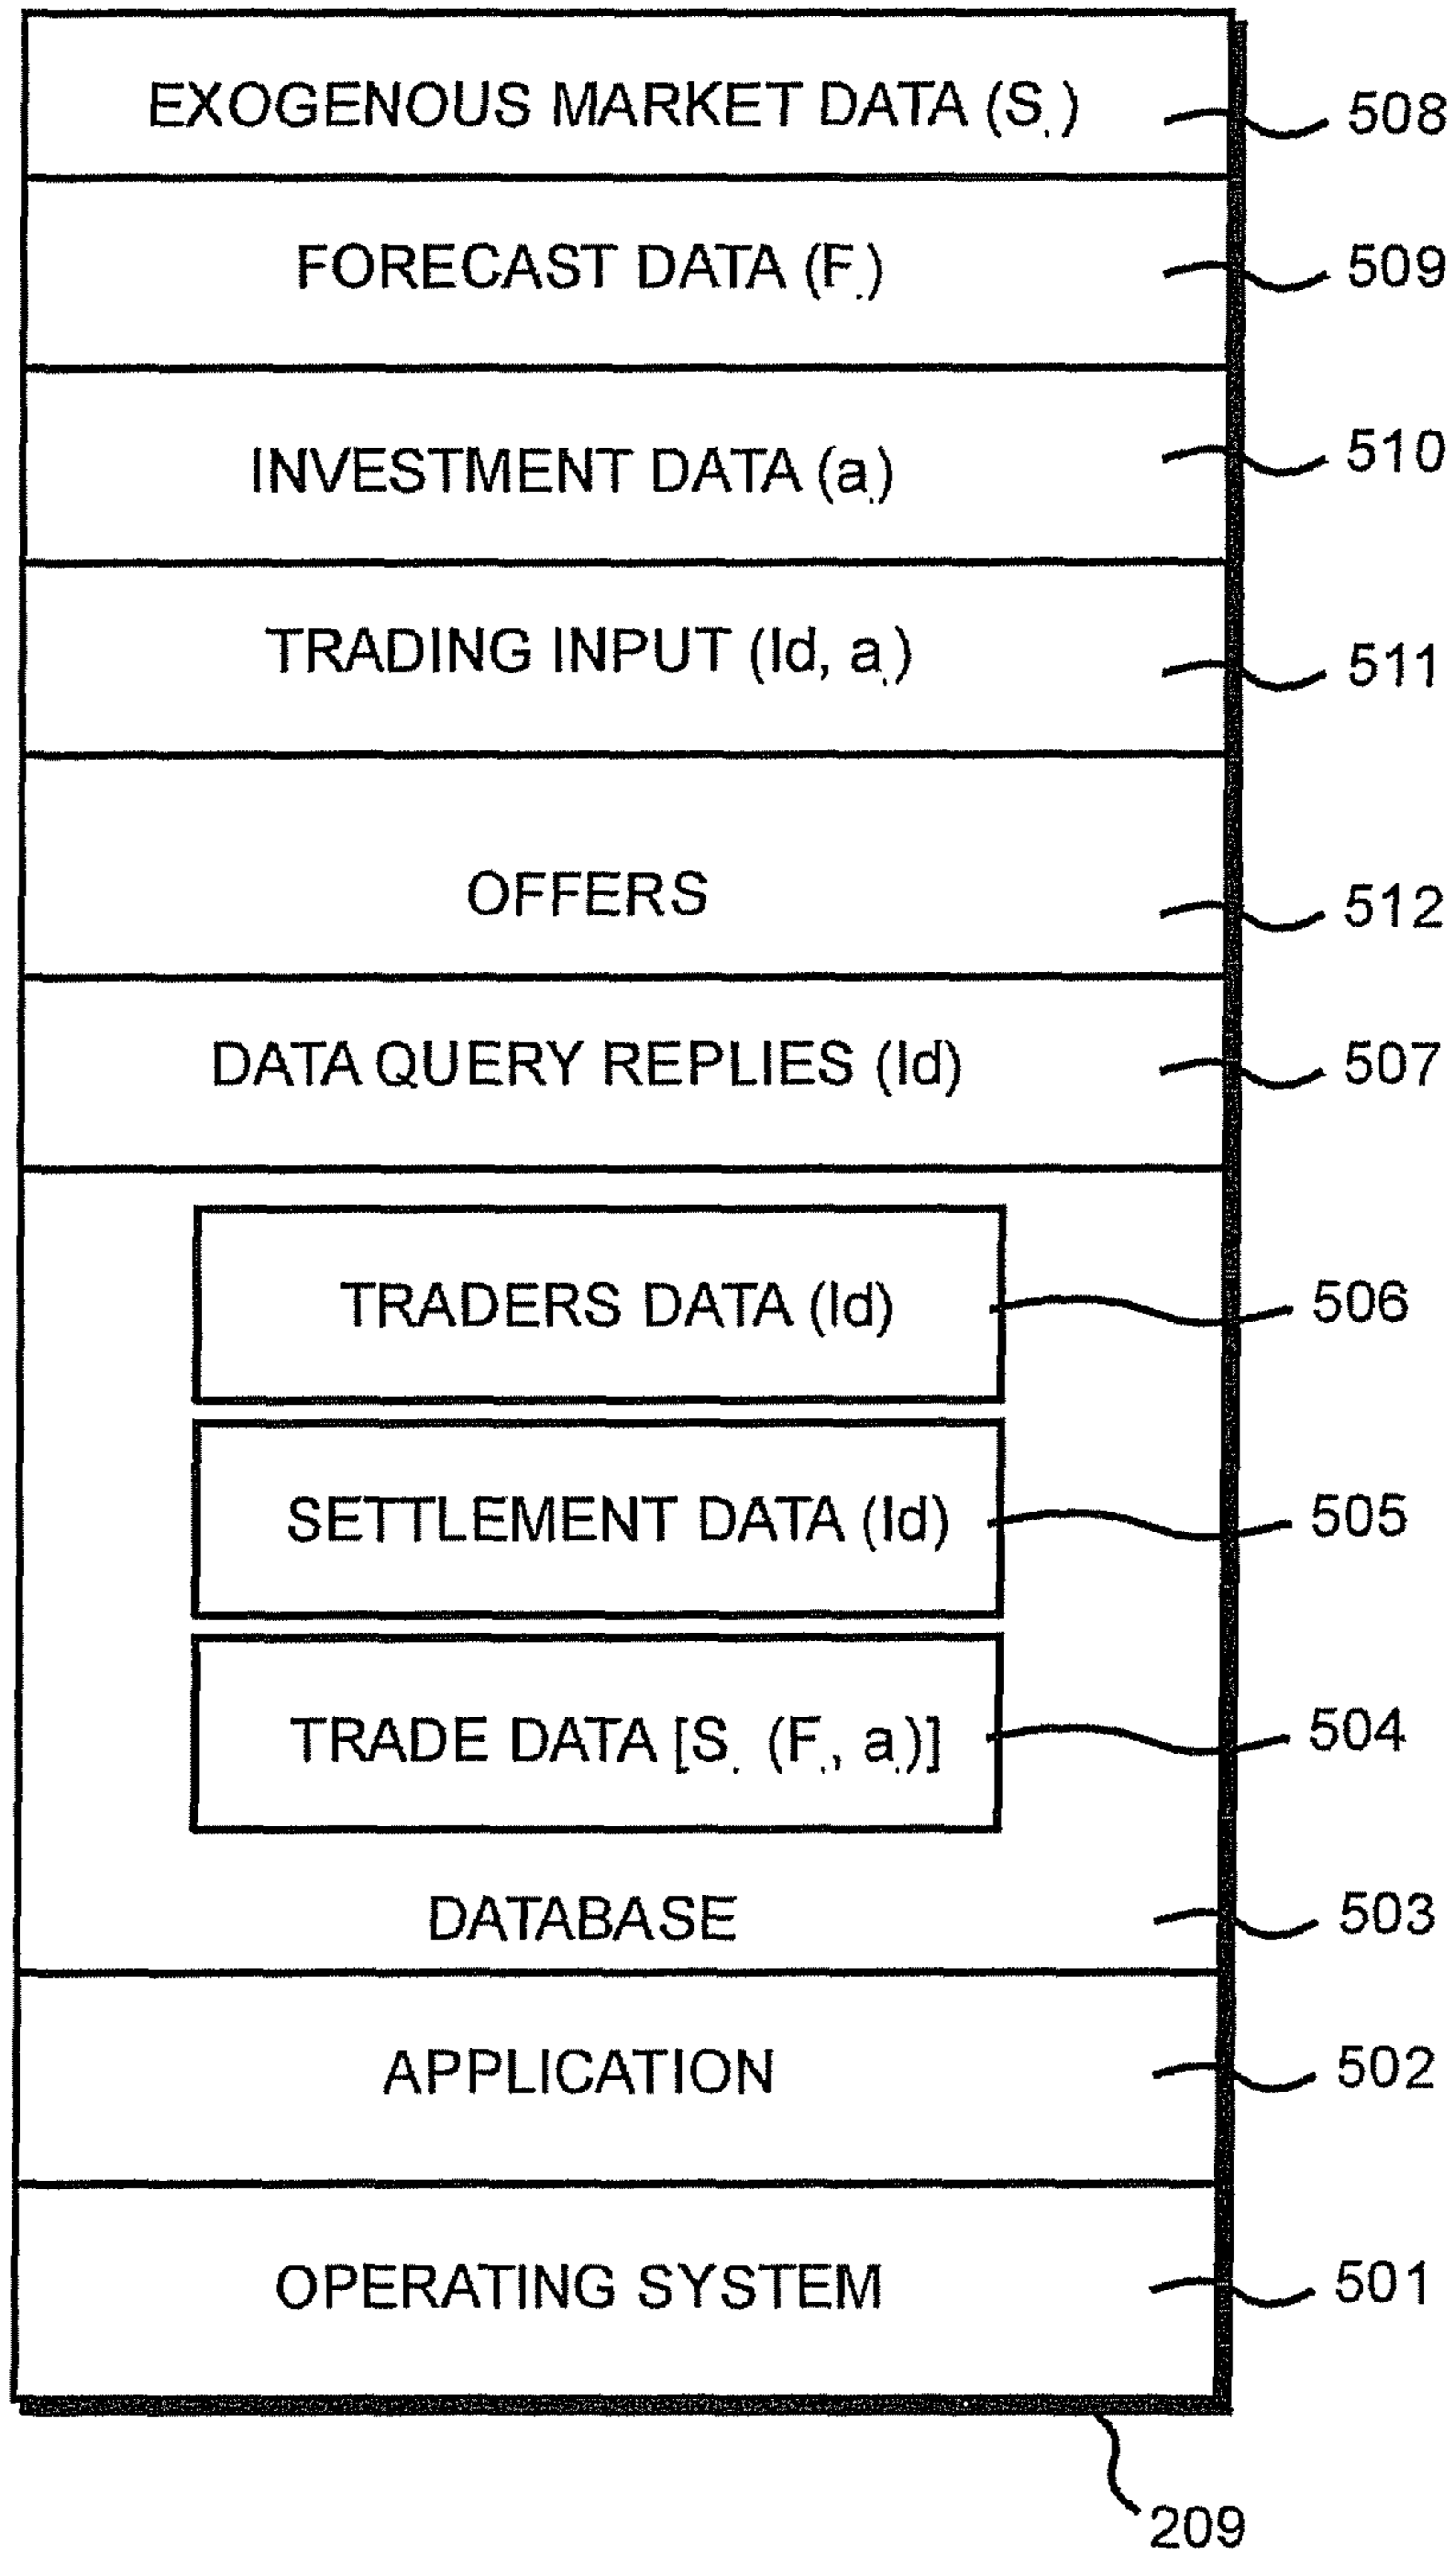 EXOGENOUS MARKET DATA (S.) 508
FORECAST DATA (F.) 509
INVESTMENT DATA (a.) 510
TRADING INPUT (Id, a.) 511
OFFERS 512
DATA QUERY REPLIES (Id) 507
TRADERS DATA (Id) 506
SETTLEMENT DATA (Id) 505
TRADE DATA [S. (F., a.)] 504
DATABASE 503
APPLICATION 502
OPERATING SYSTEM 501
209